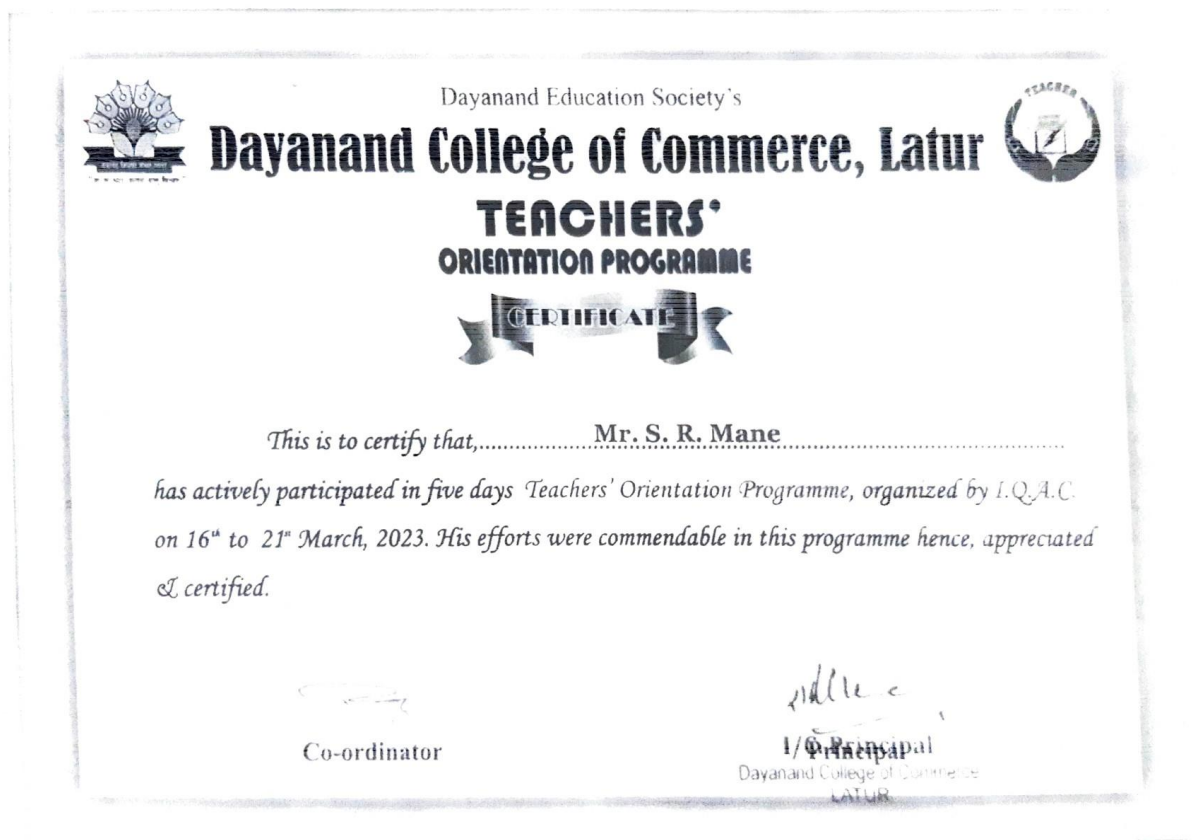 Dayanand Education Society's
Dayanand College of Commerce, Latur
TEACHER
TEACHERS'
ORIENTATION PROGRAMME
CERTIFICATE
This is to certify that,..................Mr. S. R. Mane..............................................
has actively participated in five days Teachers' Orientation Programme, organized by I.Q.A.C.
on 16th to 21st March, 2023. His efforts were commendable in this programme hence, appreciated
& certified.
Co-ordinator
Principal
I/C Principal
Dayanand College of Commerce
LATUR